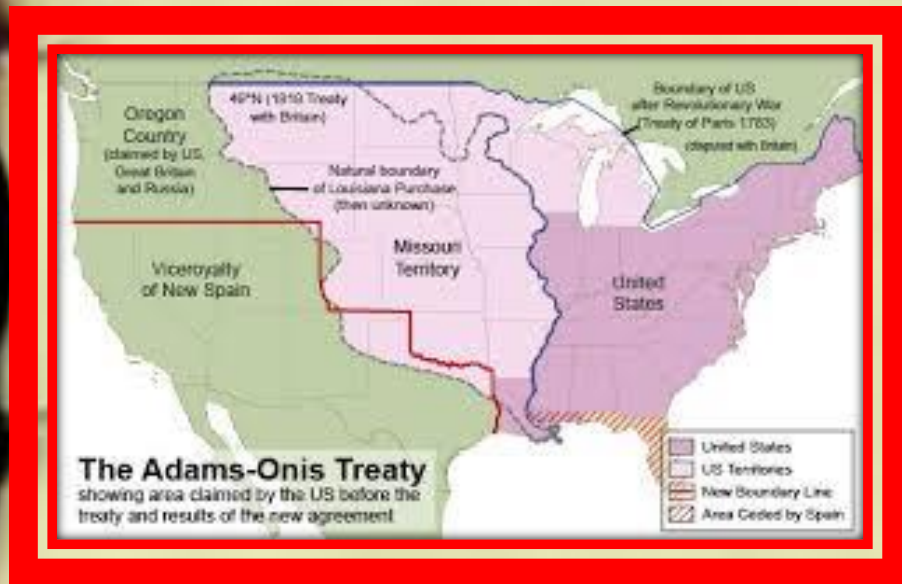 Oregon
Country
(claimed by US,
Great Britain
and Russia)
49°N (1818 Treaty
with Britain)
Boundary of US
after Revolutionary War
(Treaty of Paris 1783)
(disputed with Britain)
Natural boundary
of Louisiana Purchase
(then unknown)
Missouri
Territory
Viceroyalty
of New Spain
United
States
The Adams-Onis Treaty
showing area claimed by the US before the
treaty and results of the new agreement
United States
US Territories
New Boundary Line
Area Ceded by Spain